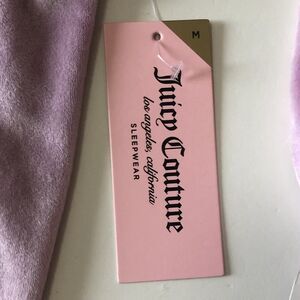 M
Juicy Couture
los angeles, california
SLEEPWEAR